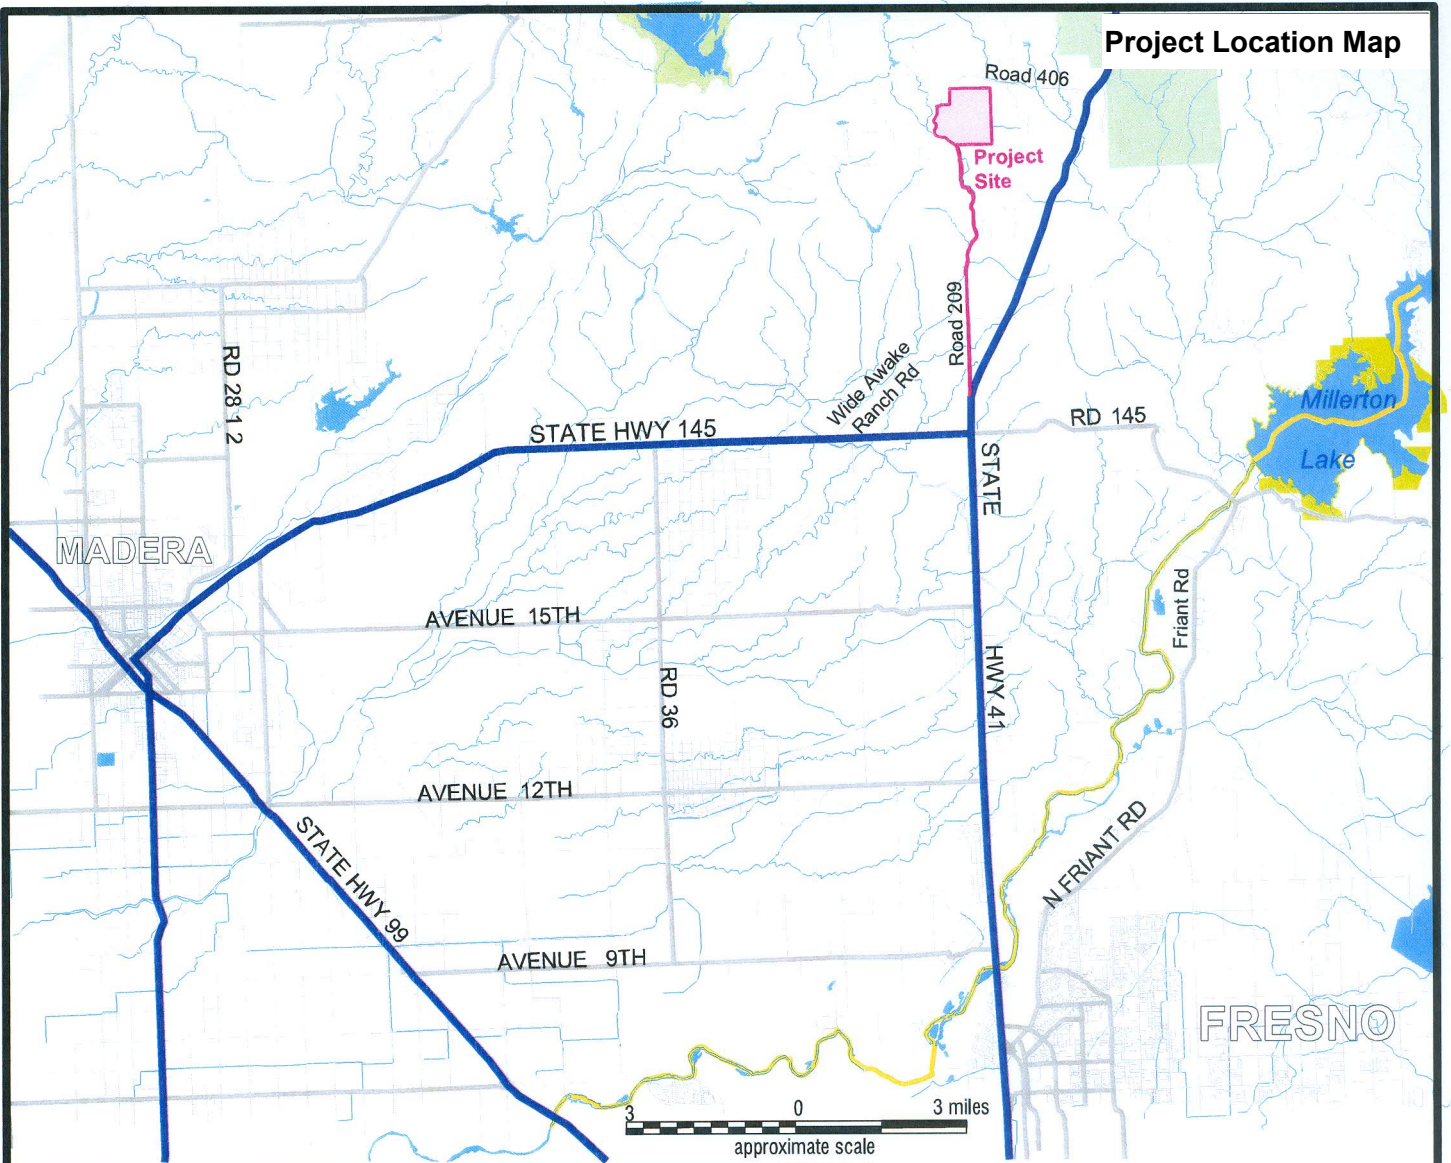 Project Location Map
Road 406
Project
Site
Road 209
Wide Awake
Ranch Rd
RD 28 1 2
Millerton
Lake
RD 145
STATE HWY 145
STATE
HWY 41
MADERA
Friant Rd
AVENUE 15TH
RD 36
AVENUE 12TH
STATE HWY 99
N FRIANT RD
AVENUE 9TH
FRESNO
3 0 3 miles
approximate scale